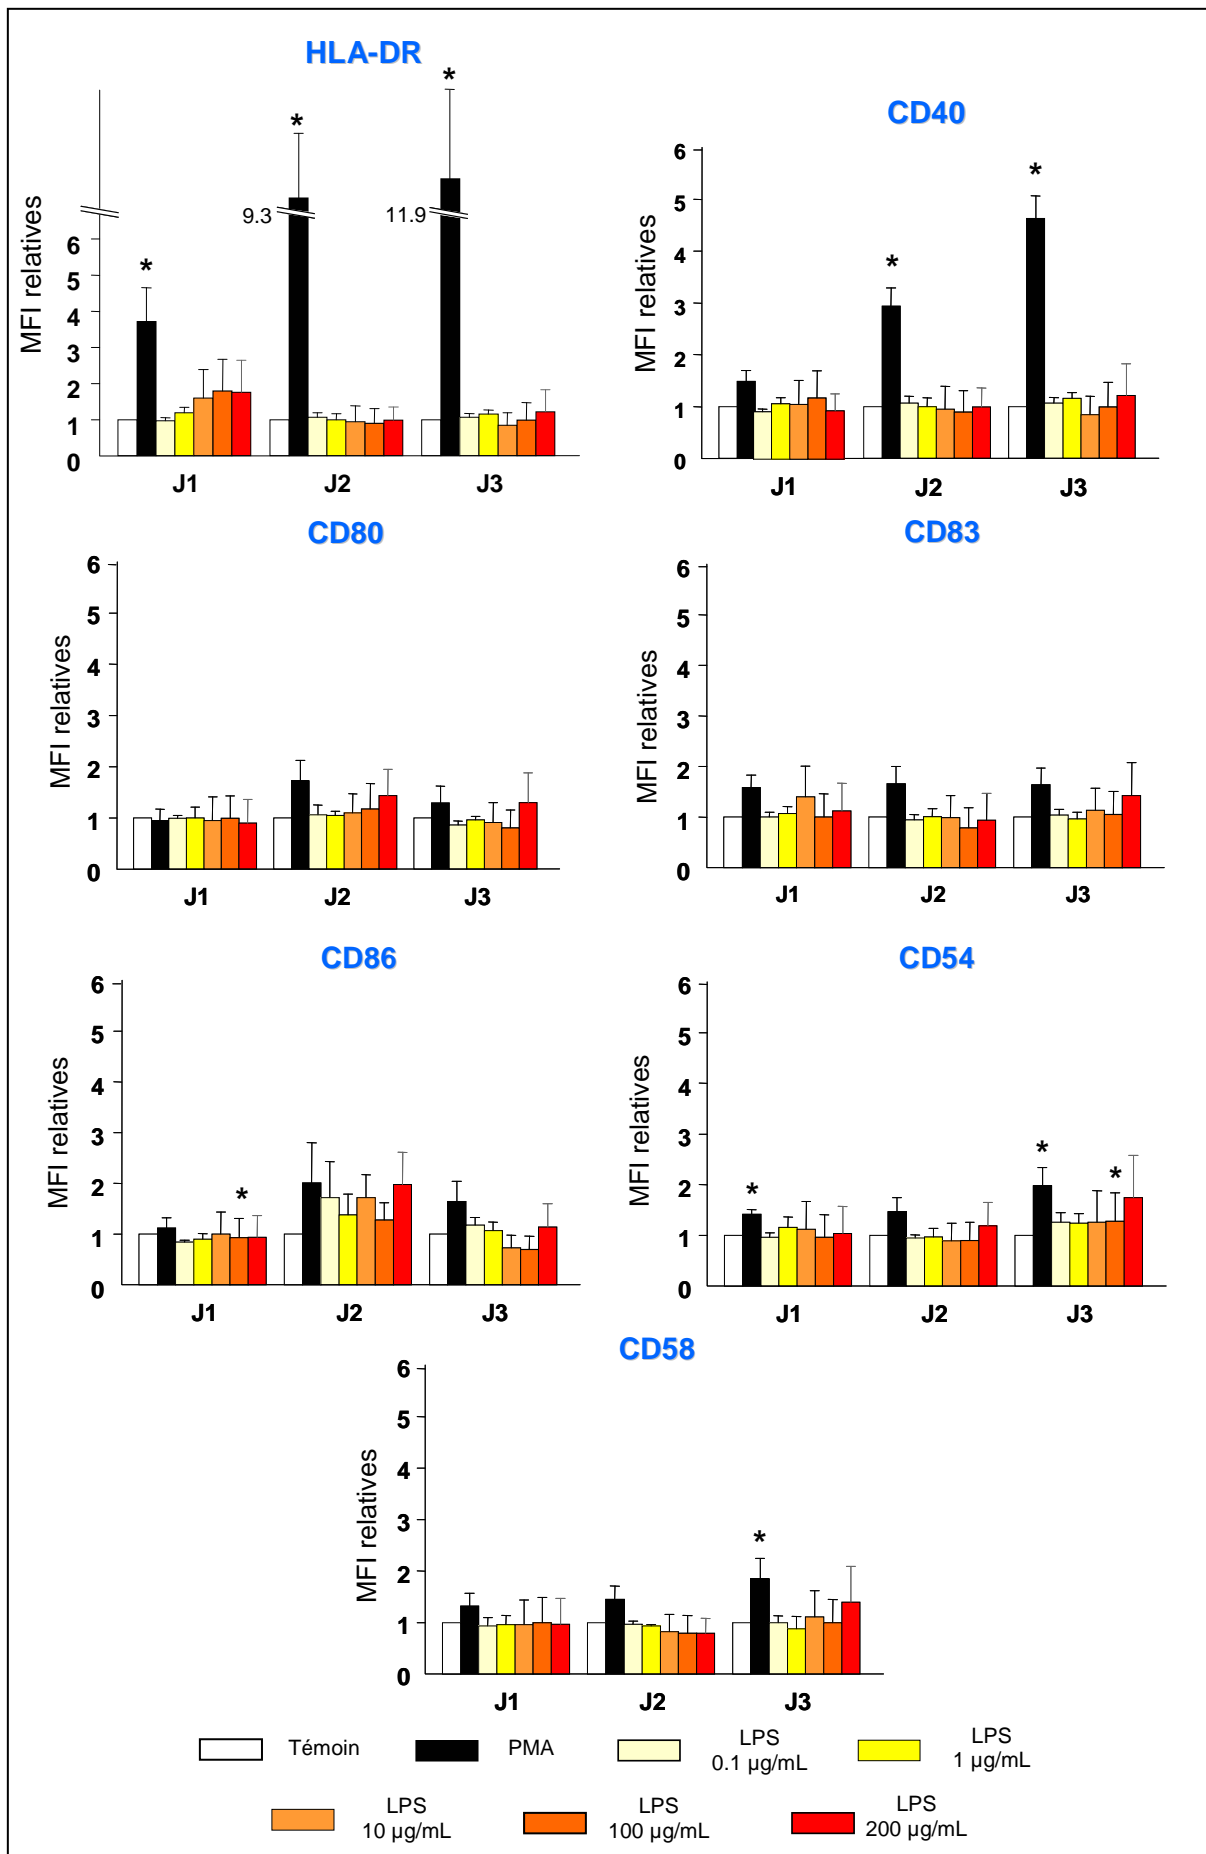 HLA-DR
*
*
*
9.3
11.9
MFI relatives
6
5
4
3
2
1
0
J1
J2
J3
CD40
*
*
MFI relatives
6
5
4
3
2
1
0
J1
J2
J3
CD80
MFI relatives
6
5
4
3
2
1
0
J1
J2
J3
CD83
MFI relatives
6
5
4
3
2
1
0
J1
J2
J3
CD86
*
MFI relatives
6
5
4
3
2
1
0
J1
J2
J3
CD54
*
*
*
MFI relatives
6
5
4
3
2
1
0
J1
J2
J3
CD58
*
MFI relatives
6
5
4
3
2
1
0
J1
J2
J3
Témoin
PMA
LPS
0.1 µg/mL
LPS
1 µg/mL
LPS
10 µg/mL
LPS
100 µg/mL
LPS
200 µg/mL